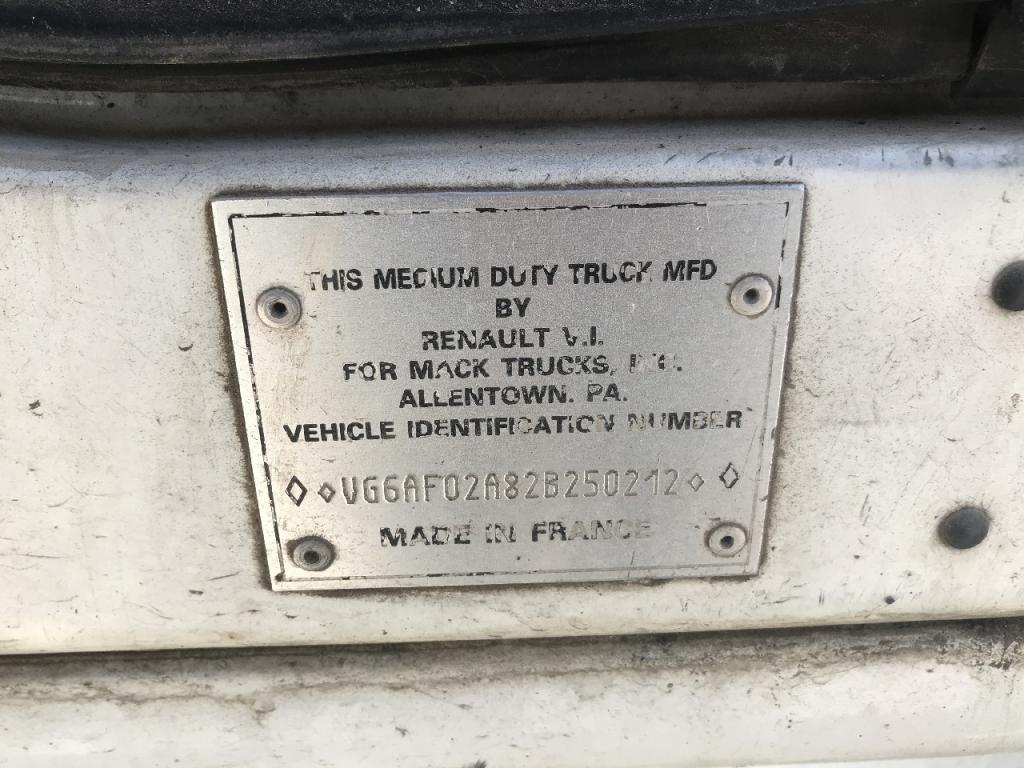 THIS MEDIUM DUTY TRUCK MFD
BY
RENAULT V.I.
FOR MACK TRUCKS, INC.
ALLENTOWN, PA.
VEHICLE IDENTIFICATION NUMBER
VG6AF02A82B250212
MADE IN FRANCE